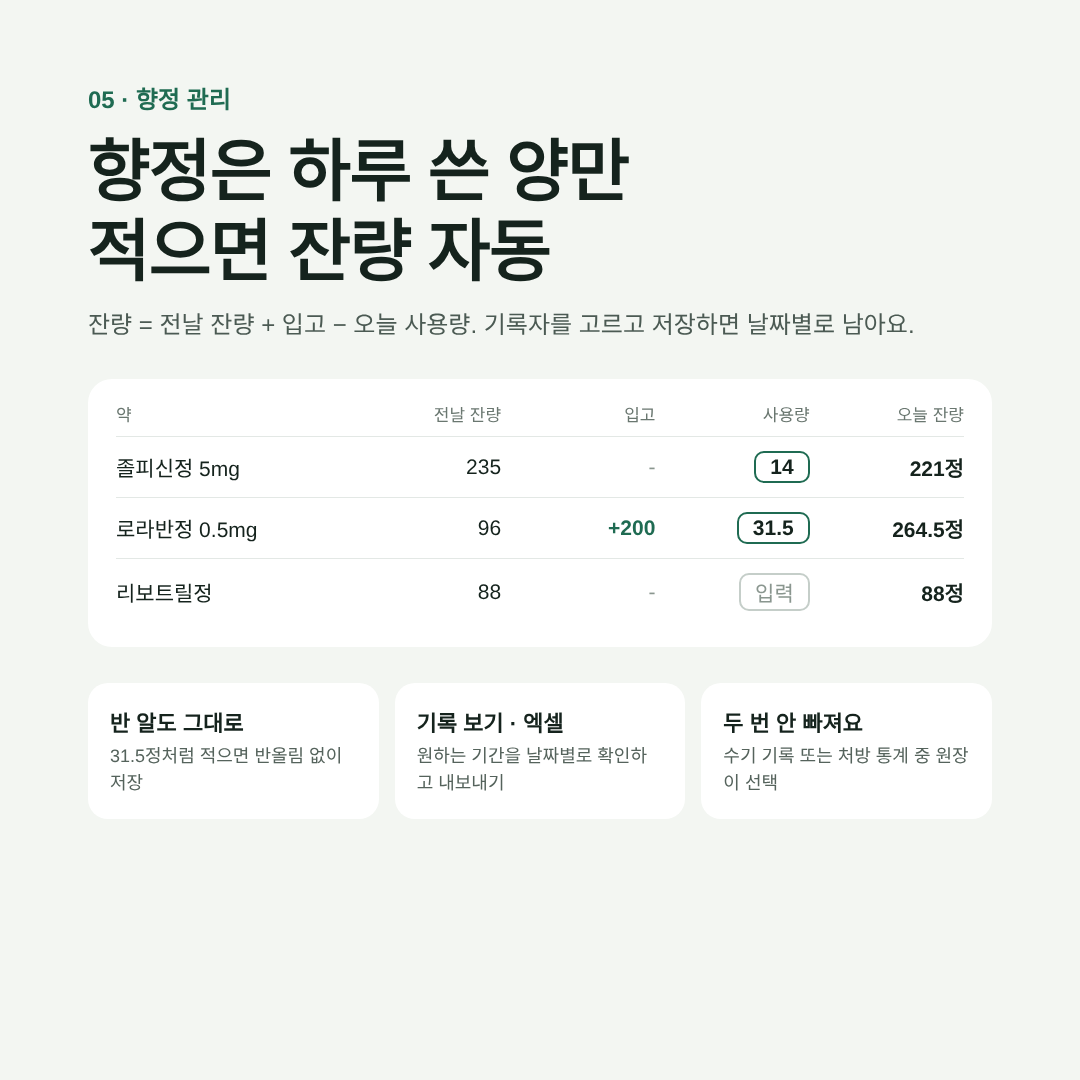 05 · 향정 관리
향정은 하루 쓴 양만
적으면 잔량 자동
잔량 = 전날 잔량 + 입고 − 오늘 사용량. 기록자를 고르고 저장하면 날짜별로 남아요.
약 전날 잔량 입고 사용량 오늘 잔량
졸피신정 5mg 235 - 14 221정
로라반정 0.5mg 96 +200 31.5 264.5정
리보트릴정 88 - 입력 88정
반 알도 그대로
31.5정처럼 적으면 반올림 없이
저장
기록 보기 · 엑셀
원하는 기간을 날짜별로 확인하
고 내보내기
두 번 안 빠져요
수기 기록 또는 처방 통계 중 원장
이 선택